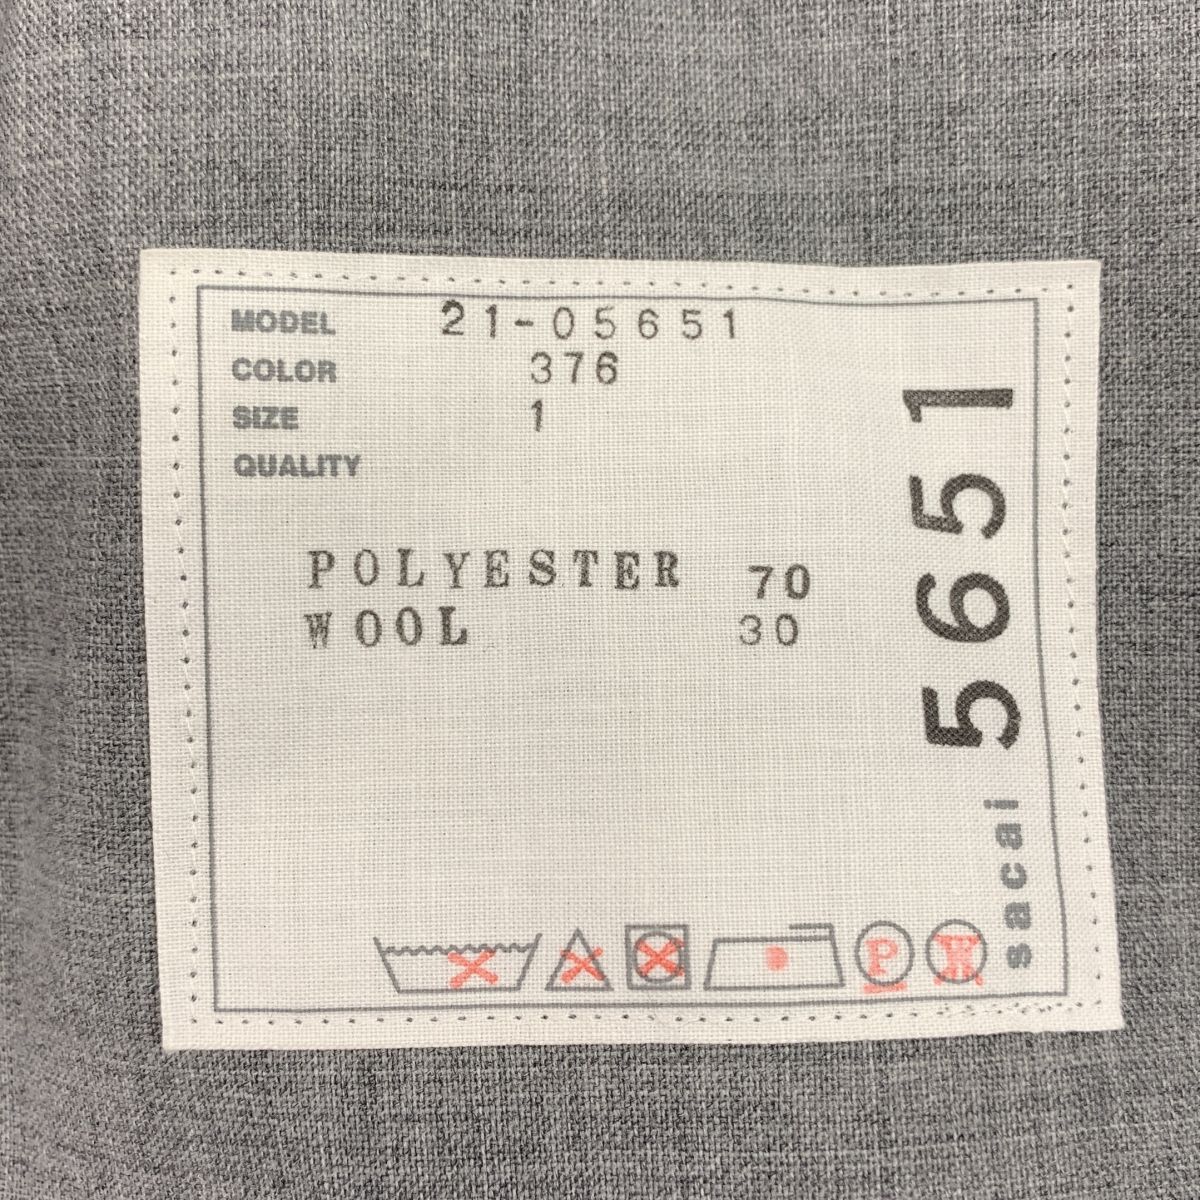 MODEL 21-05651
COLOR 376
SIZE 1
QUALITY
POLYESTER 70
WOOL 30
sacai 5651
P W